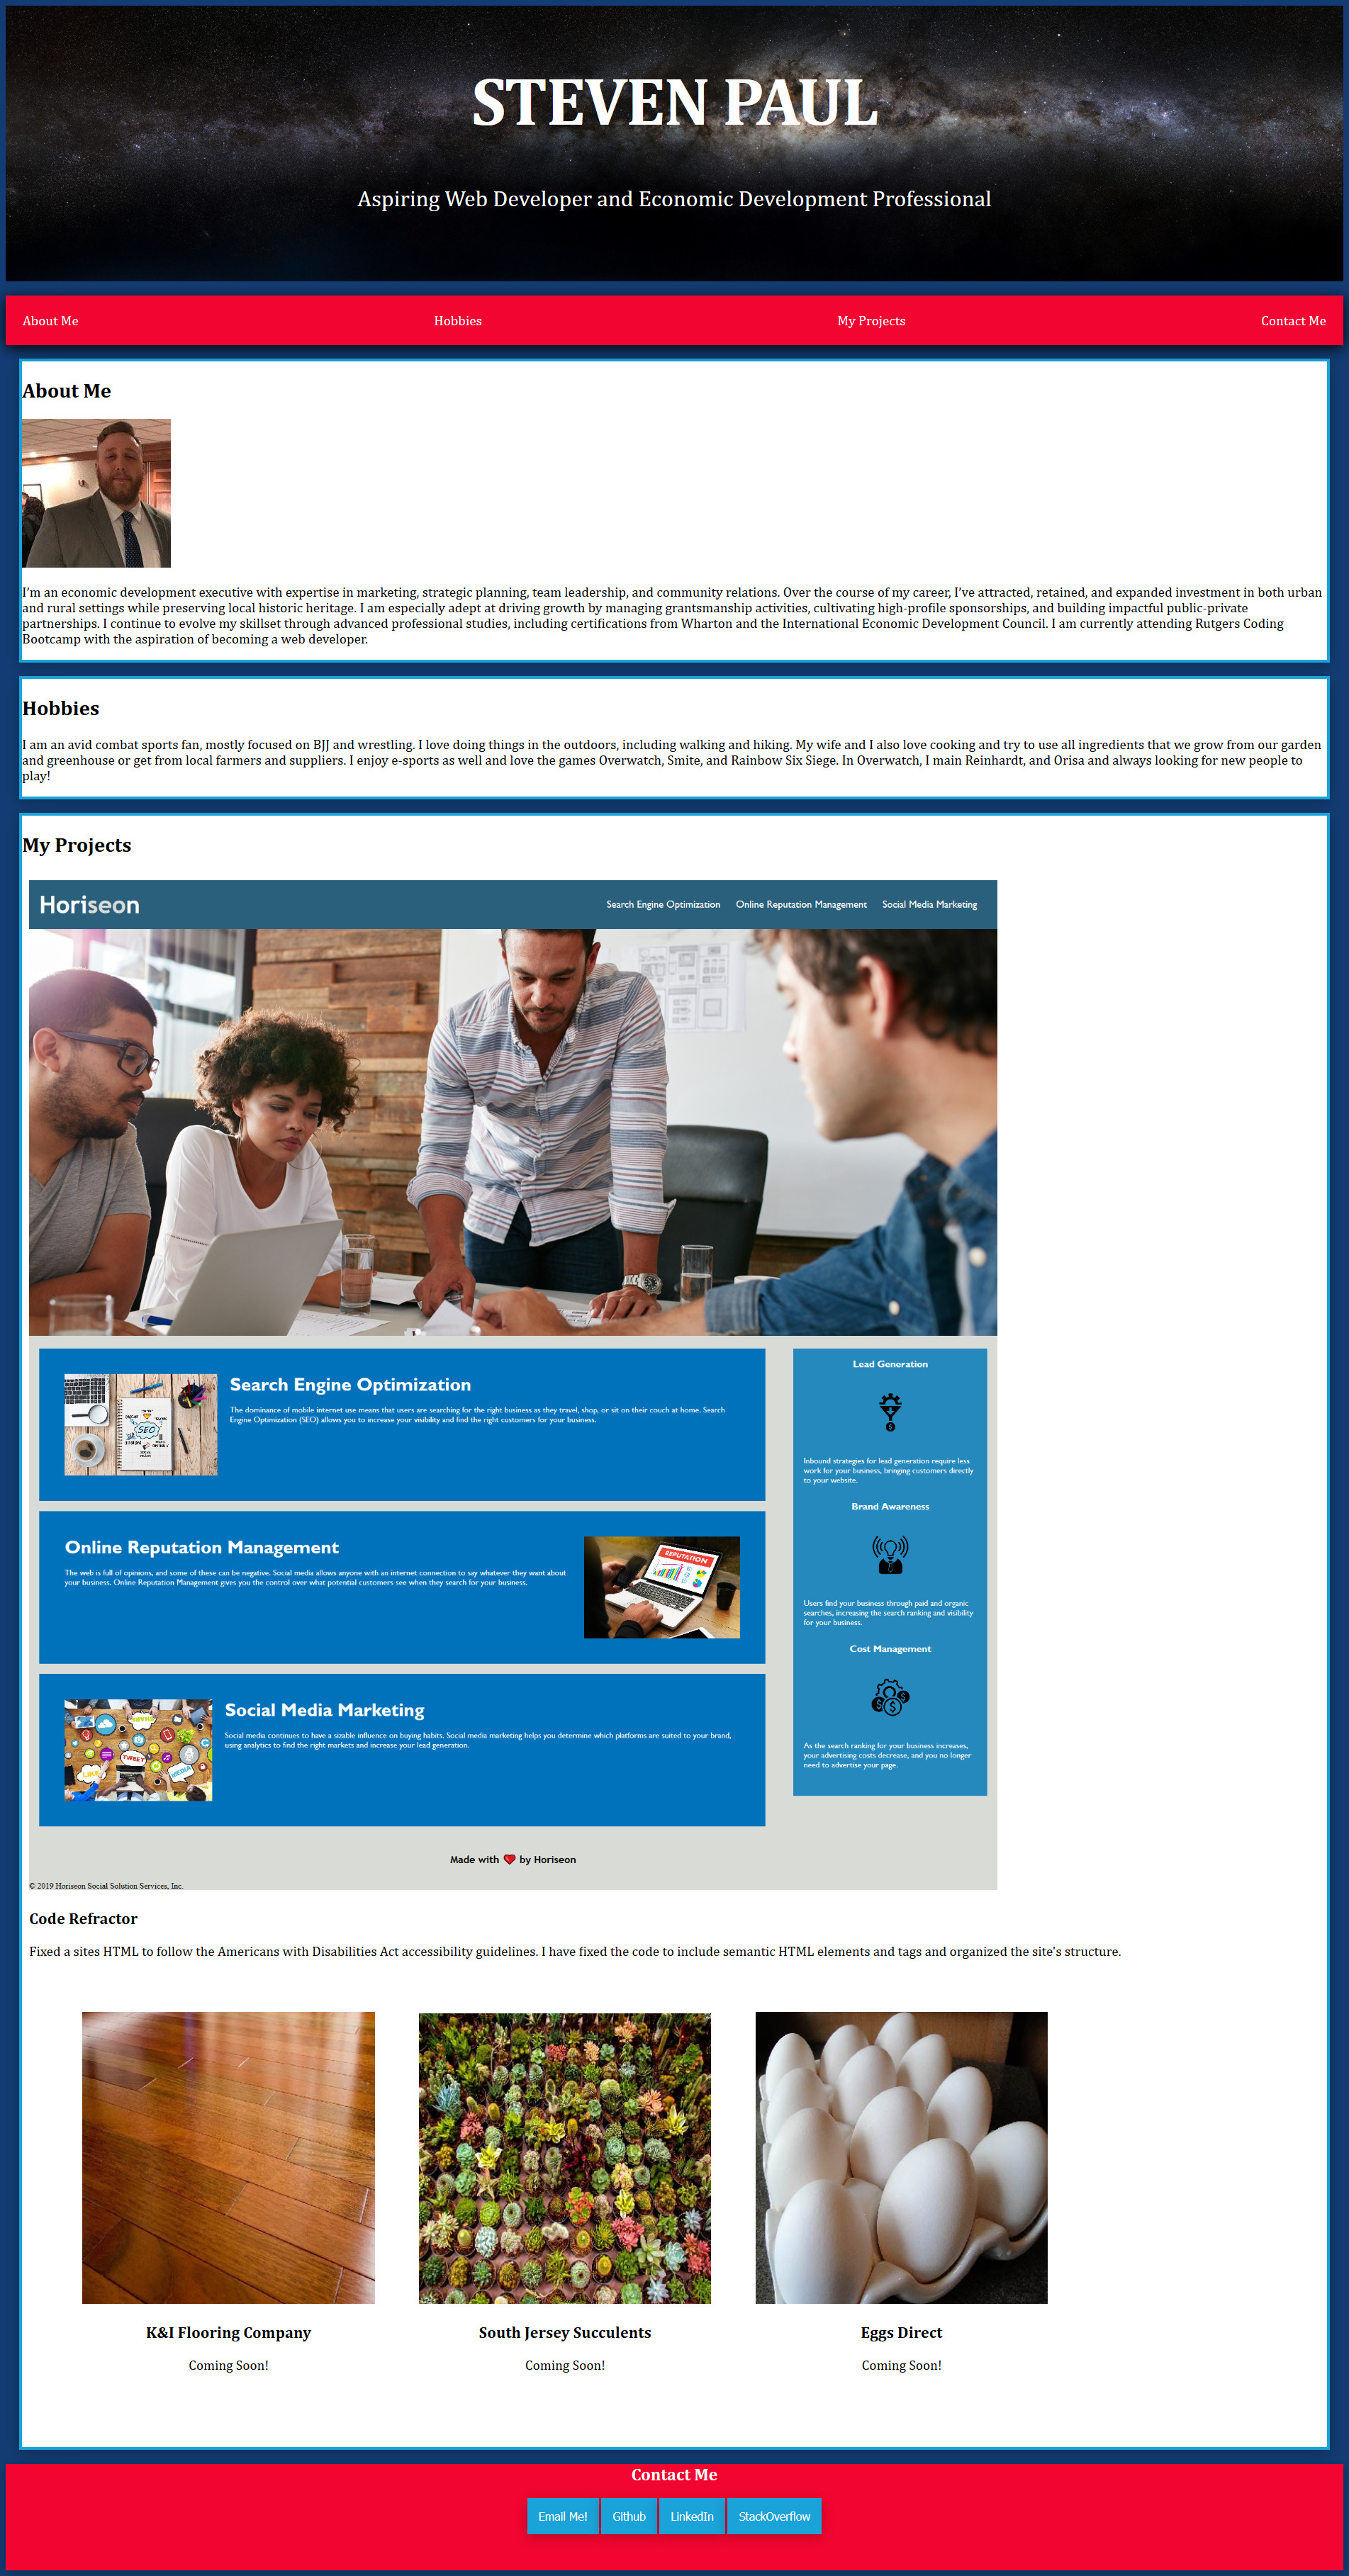 STEVEN PAUL
Aspiring Web Developer and Economic Development Professional
About Me
Hobbies
My Projects
Contact Me
About Me
I'm an economic development executive with expertise in marketing, strategic planning, team leadership, and community relations. Over the course of my career, I've attracted, retained, and expanded investment in both urban
and rural settings while preserving local historic heritage. I am especially adept at driving growth by managing grantsmanship activities, cultivating high-profile sponsorships, and building impactful public-private
partnerships. I continue to evolve my skillset through advanced professional studies, including certifications from Wharton and the International Economic Development Council. I am currently attending Rutgers Coding
Bootcamp with the aspiration of becoming a web developer.
Hobbies
I am an avid combat sports fan, mostly focused on BJJ and wrestling. I love doing things in the outdoors, including walking and hiking. My wife and I also love cooking and try to use all ingredients that we grow from our garden
and greenhouse or get from local farmers and suppliers. I enjoy e-sports as well and love the games Overwatch, Smite, and Rainbow Six Siege. In Overwatch, I main Reinhardt, and Orisa and always looking for new people to
play!
My Projects
Horiseon
Search Engine Optimization
Online Reputation Management
Social Media Marketing
Search Engine Optimization
The dominance of mobile internet use means that users are searching for the right business as they travel, shop, or sit on their couch at home. Search
Engine Optimization (SEO) allows you to increase your visibility and find the right customers for your business.
SEO
Online Reputation Management
The web is full of opinions, and some of these can be negative. Social media allows anyone with an internet connection to say whatever they want about
your business. Online Reputation Management gives you the control over what potential customers see when they search for your business.
REPUTATION
Social Media Marketing
Social media continues to have a sizable influence on buying habits. Social media marketing helps you determine which platforms are suited to your brand,
using analytics to find the right markets and increase your lead generation.
SHARE
TWEET
LIKE
MEDIA
Lead Generation
Inbound strategies for lead generation require less
work for your business, bringing customers directly
to your website.
Brand Awareness
Users find your business through paid and organic
searches, increasing the search ranking and visibility
for your business.
Cost Management
As the search ranking for your business increases,
your advertising costs decrease, and you no longer
need to advertise your page.
Made with ❤ by Horiseon
© 2019 Horiseon Social Solution Services, Inc.
Code Refractor
Fixed a sites HTML to follow the Americans with Disabilities Act accessibility guidelines. I have fixed the code to include semantic HTML elements and tags and organized the site's structure.
K&I Flooring Company
Coming Soon!
South Jersey Succulents
Coming Soon!
Eggs Direct
Coming Soon!
Contact Me
Email Me!
Github
LinkedIn
StackOverflow